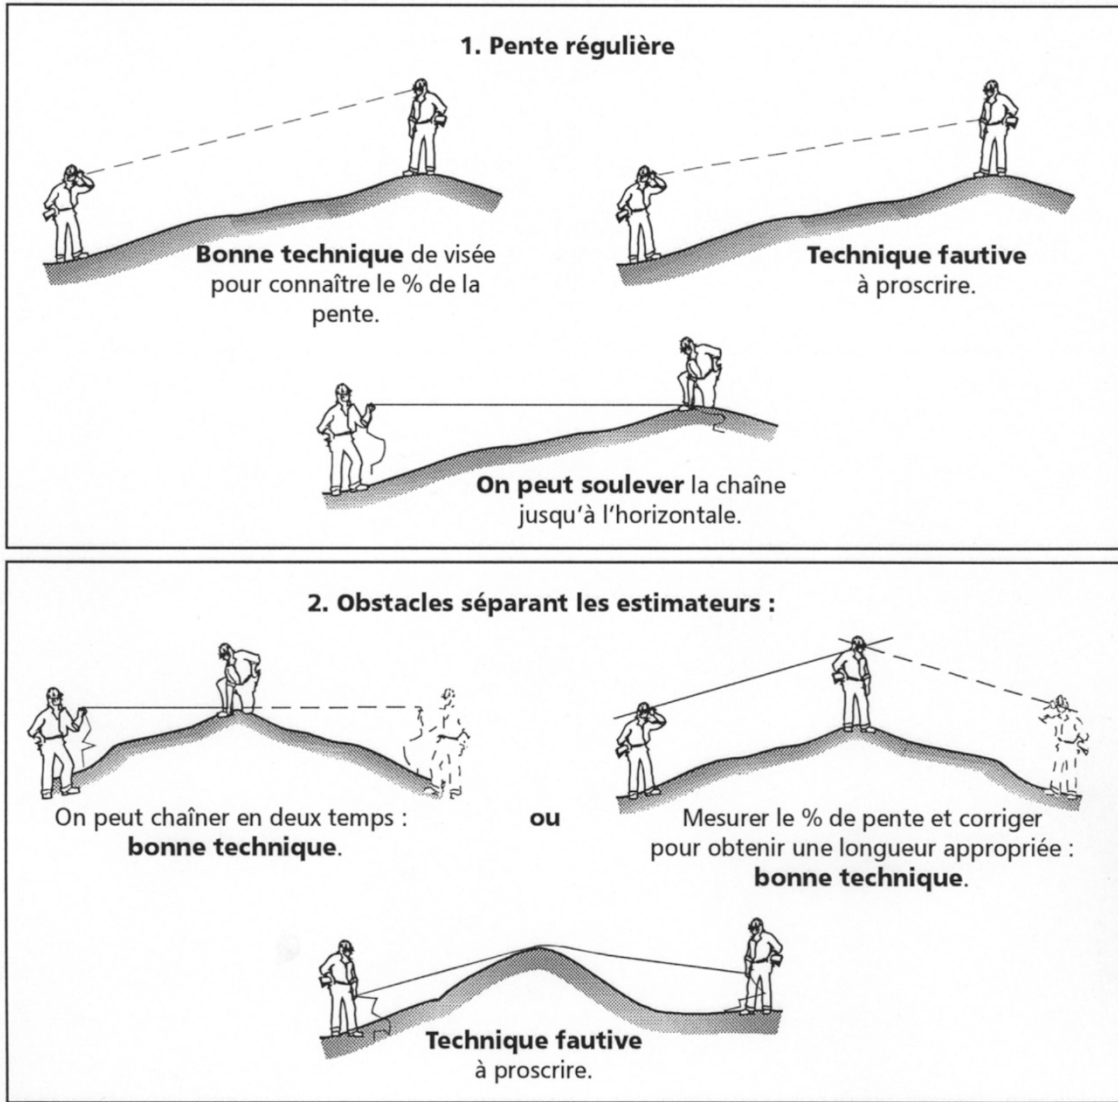 1. Pente régulière
Bonne technique de visée
pour connaître le % de la
pente.
Technique fautive
à proscrire.
On peut soulever la chaîne
jusqu'à l'horizontale.
2. Obstacles séparant les estimateurs :
On peut chaîner en deux temps :
bonne technique.
ou
Mesurer le % de pente et corriger
pour obtenir une longueur appropriée :
bonne technique.
Technique fautive
à proscrire.